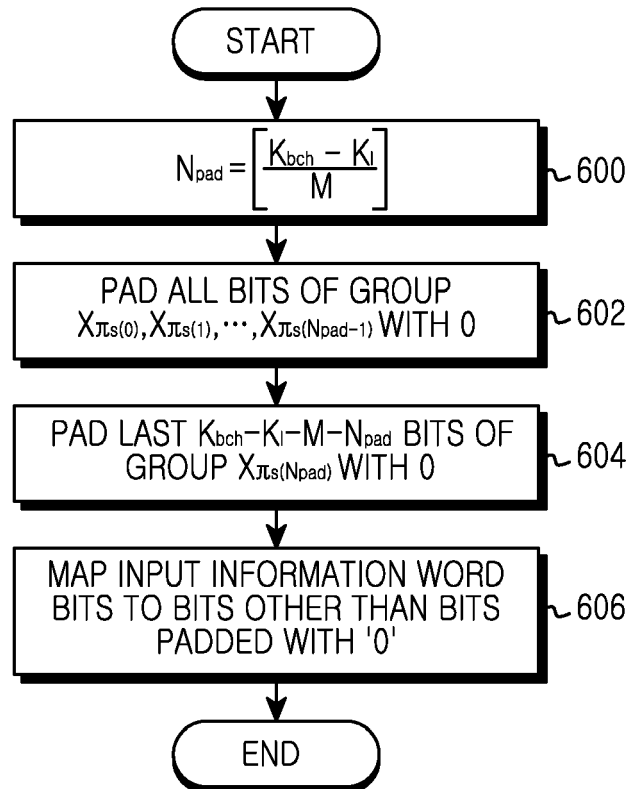 START
N_pad = [ (K_bch − K_I) / M ]
600
PAD ALL BITS OF GROUP
X_πs(0), X_πs(1), ⋯, X_πs(Npad−1) WITH 0
602
PAD LAST K_bch−K_I−M−N_pad BITS OF
GROUP X_πs(Npad) WITH 0
604
MAP INPUT INFORMATION WORD
BITS TO BITS OTHER THAN BITS
PADDED WITH '0'
606
END